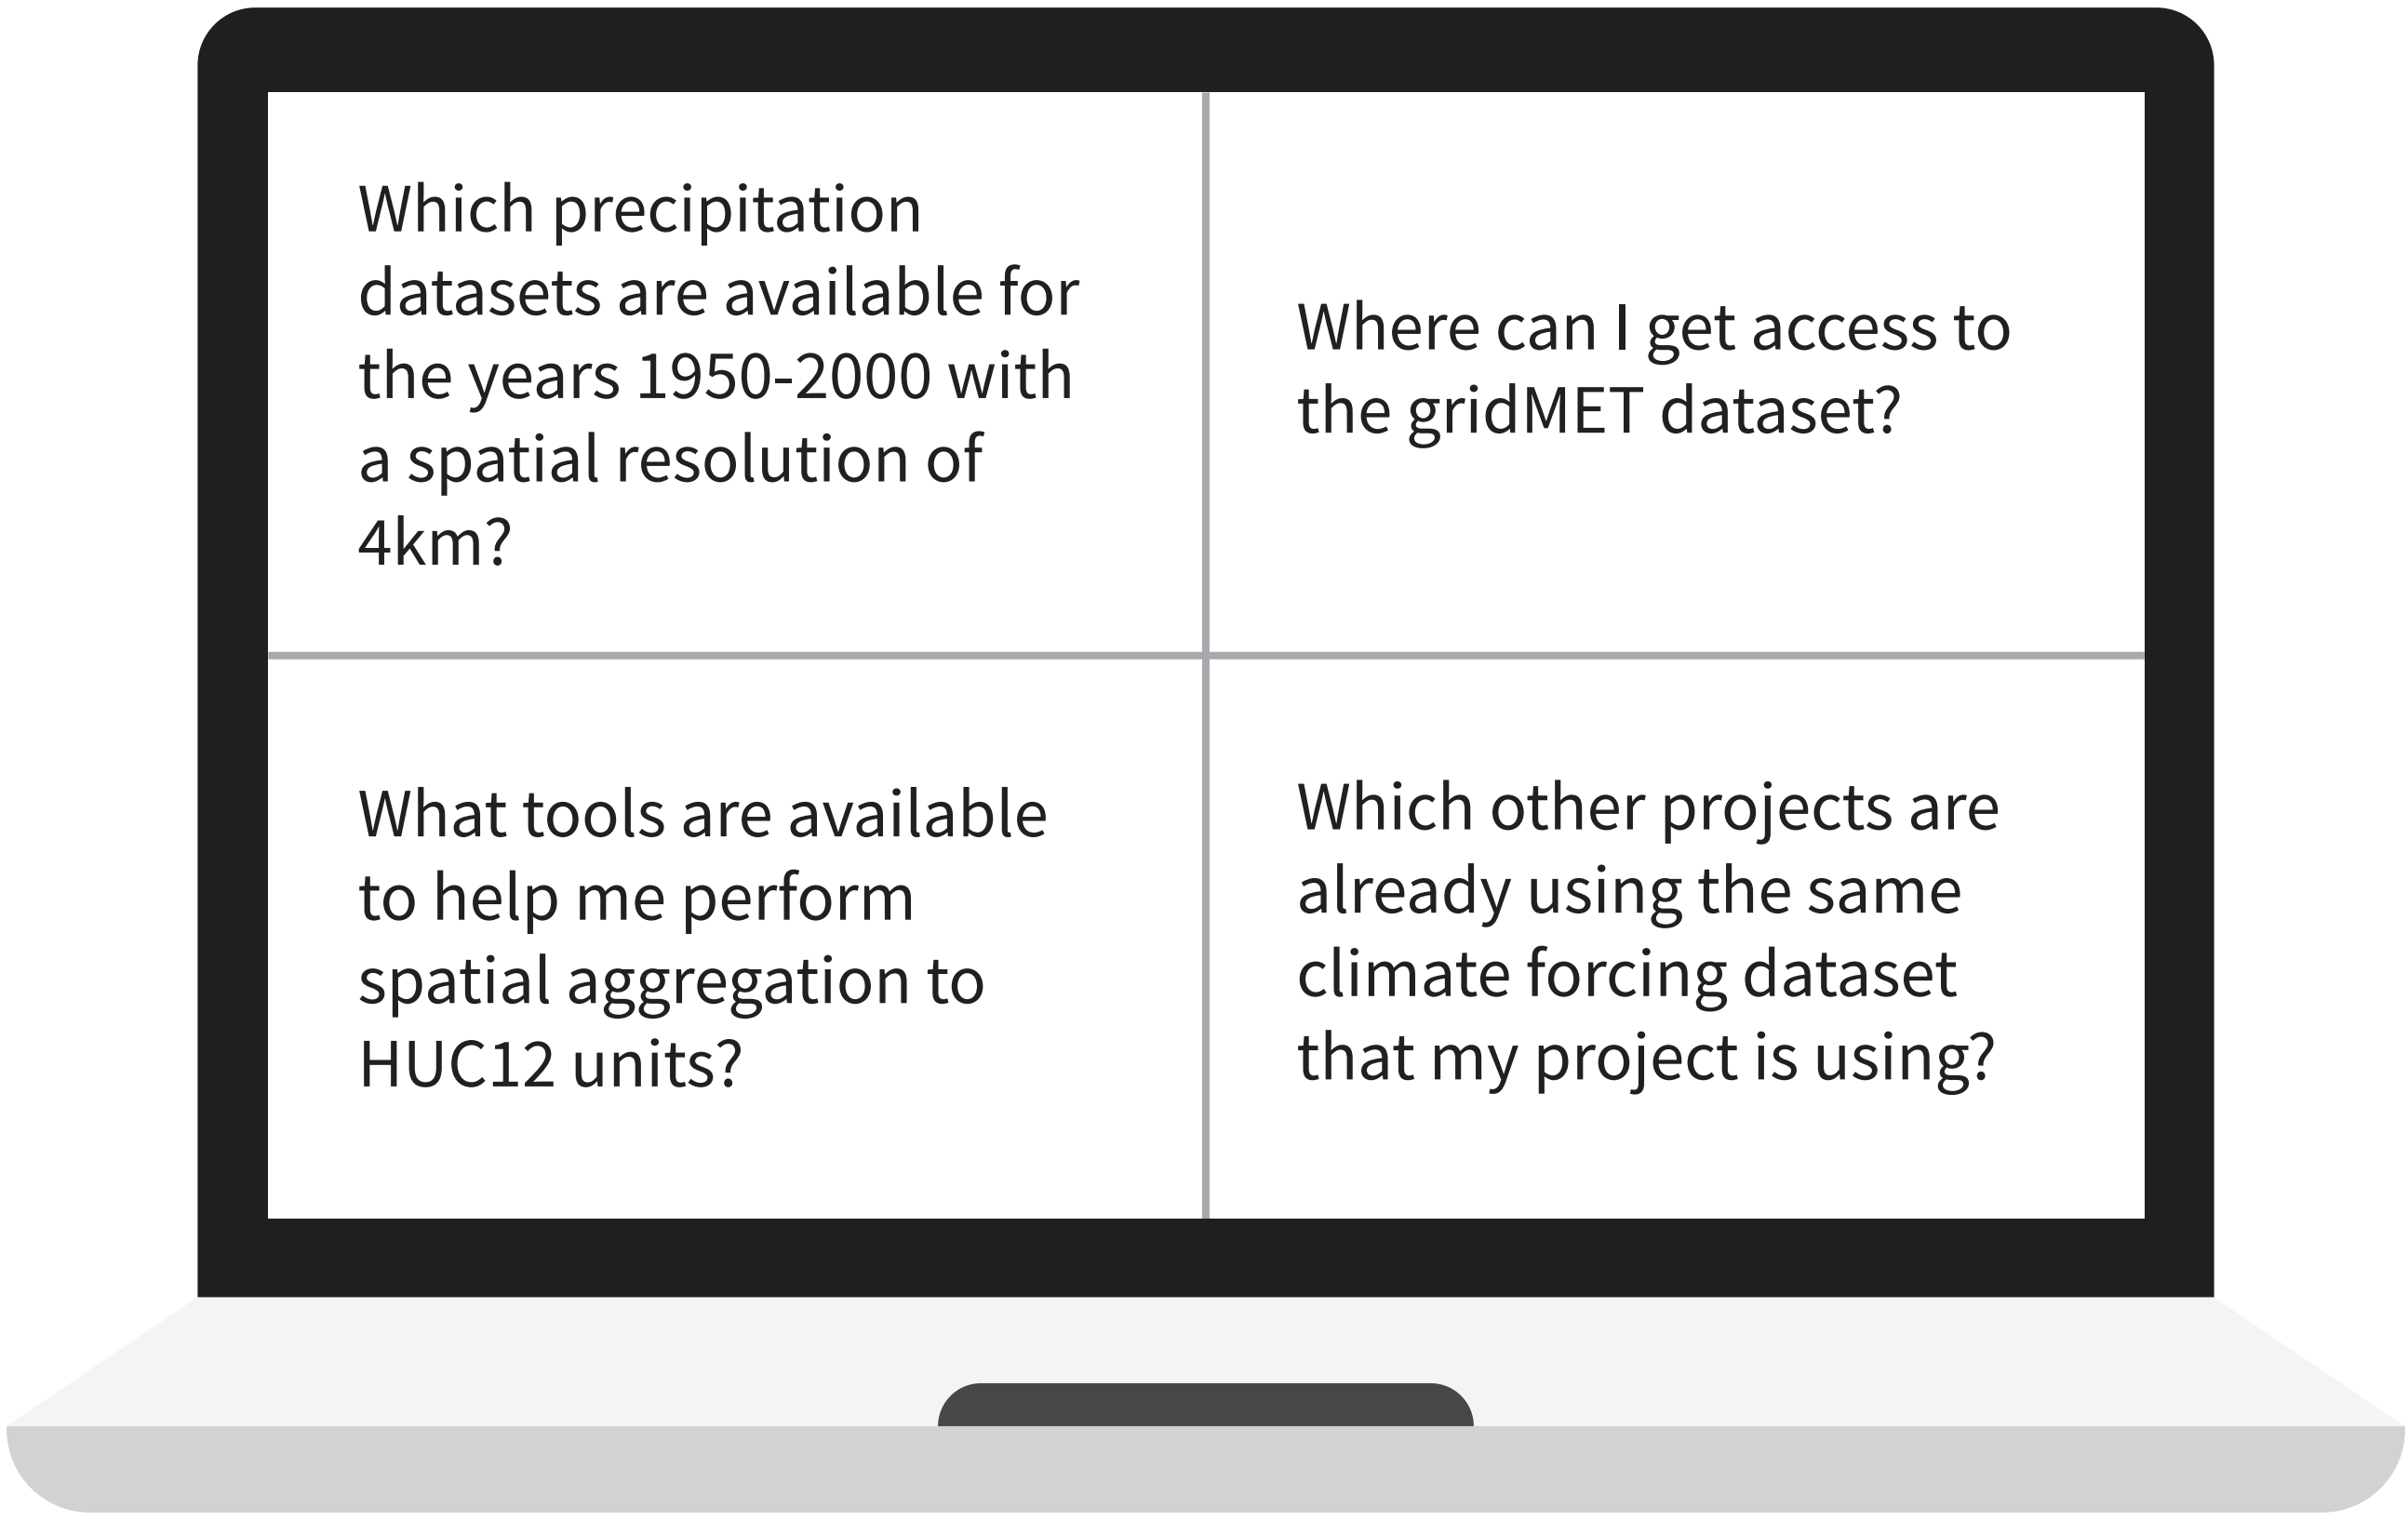 Which precipitation
datasets are available for
the years 1950-2000 with
a spatial resolution of
4km?
Where can I get access to
the gridMET dataset?
What tools are available
to help me perform
spatial aggregation to
HUC12 units?
Which other projects are
already using the same
climate forcing dataset
that my project is using?